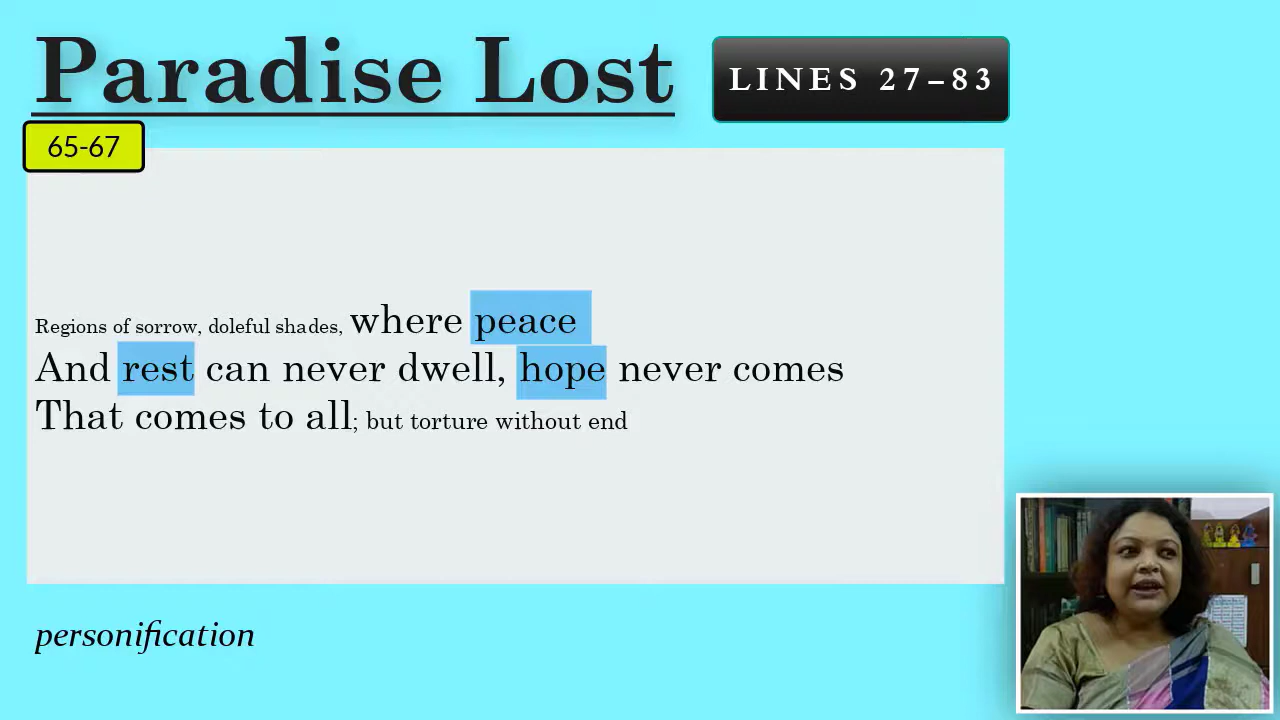 Paradise Lost
LINES 27–83
65-67
Regions of sorrow, doleful shades, where peace
And rest can never dwell, hope never comes
That comes to all; but torture without end
personification